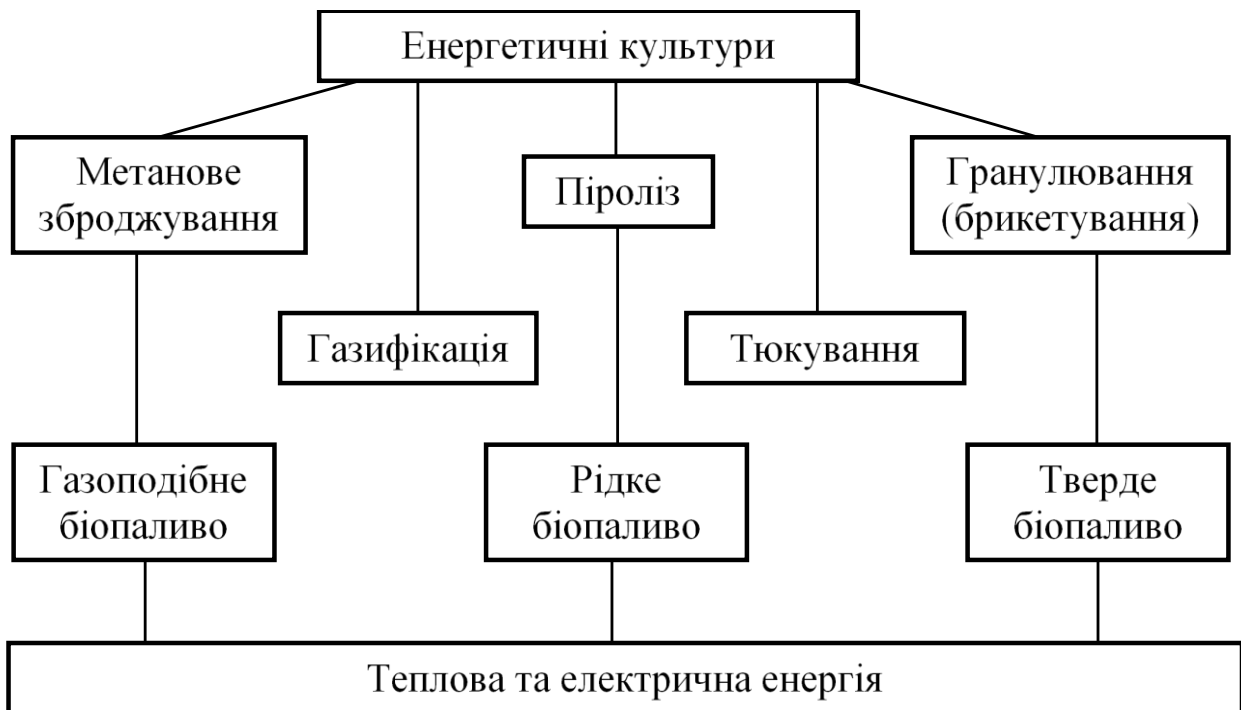 Енергетичні культури
Метанове
зброджування
Піроліз
Гранулювання
(брикетування)
Газифікація
Тюкування
Газоподібне
біопаливо
Рідке
біопаливо
Тверде
біопаливо
Теплова та електрична енергія